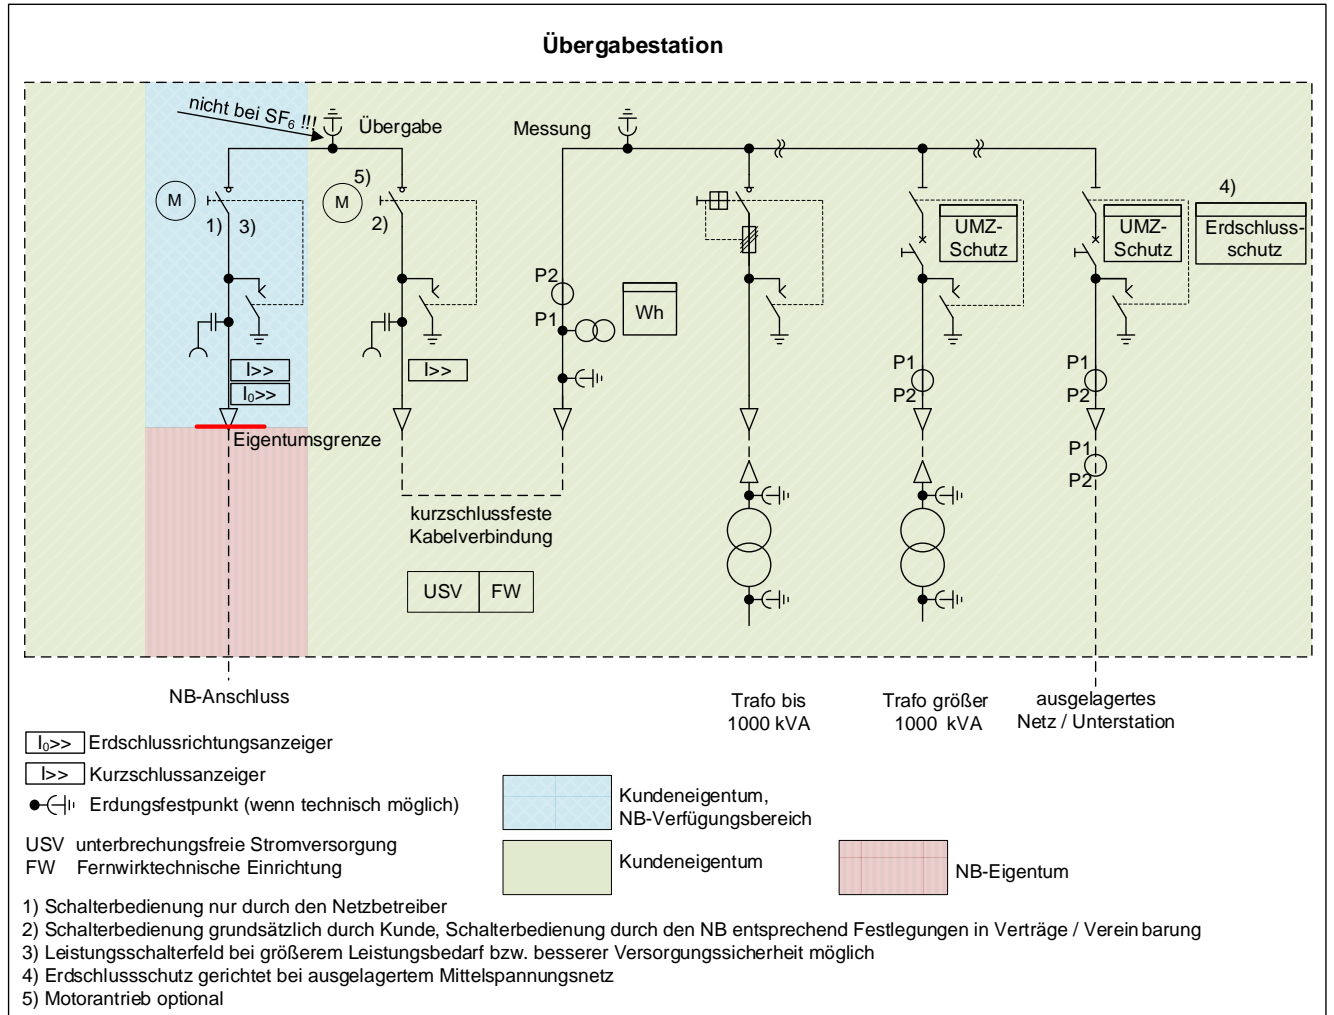 Übergabestation
nicht bei SF6 !!!
Übergabe
Messung
M
1)
3)
5)
M
2)
4)
UMZ-
Schutz
UMZ-
Schutz
Erdschluss-
schutz
P2
P1
Wh
I>>
I0>>
I>>
P1
P2
P1
P2
P1
P2
Eigentumsgrenze
kurzschlussfeste
Kabelverbindung
USV
FW
NB-Anschluss
Trafo bis
1000 kVA
Trafo größer
1000 kVA
ausgelagertes
Netz / Unterstation
I0>> Erdschlussrichtungsanzeiger
I>> Kurzschlussanzeiger
Erdungsfestpunkt (wenn technisch möglich)
USV unterbrechungsfreie Stromversorgung
FW Fernwirktechnische Einrichtung
Kundeneigentum,
NB-Verfügungsbereich
Kundeneigentum
NB-Eigentum
1) Schalterbedienung nur durch den Netzbetreiber
2) Schalterbedienung grundsätzlich durch Kunde, Schalterbedienung durch den NB entsprechend Festlegungen in Verträge / Verein barung
3) Leistungsschalterfeld bei größerem Leistungsbedarf bzw. besserer Versorgungssicherheit möglich
4) Erdschlussschutz gerichtet bei ausgelagertem Mittelspannungsnetz
5) Motorantrieb optional